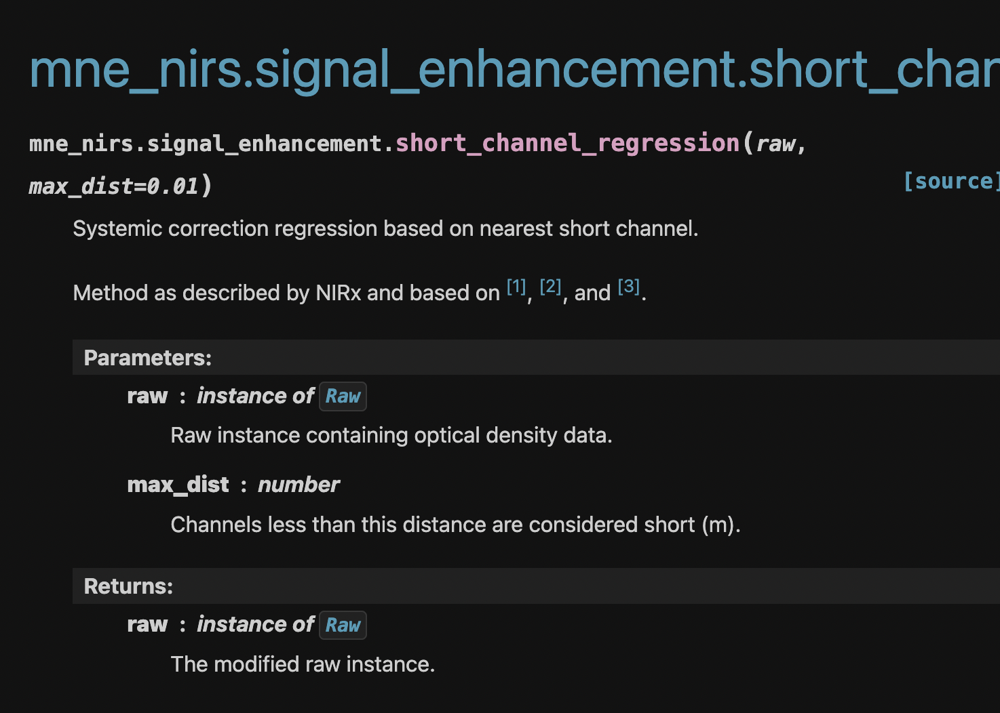 mne_nirs.signal_enhancement.short_chan
mne_nirs.signal_enhancement.short_channel_regression(raw,
max_dist=0.01)
[source]
Systemic correction regression based on nearest short channel.
Method as described by NIRx and based on [1], [2], and [3].
Parameters:
raw : instance of Raw
Raw instance containing optical density data.
max_dist : number
Channels less than this distance are considered short (m).
Returns:
raw : instance of Raw
The modified raw instance.